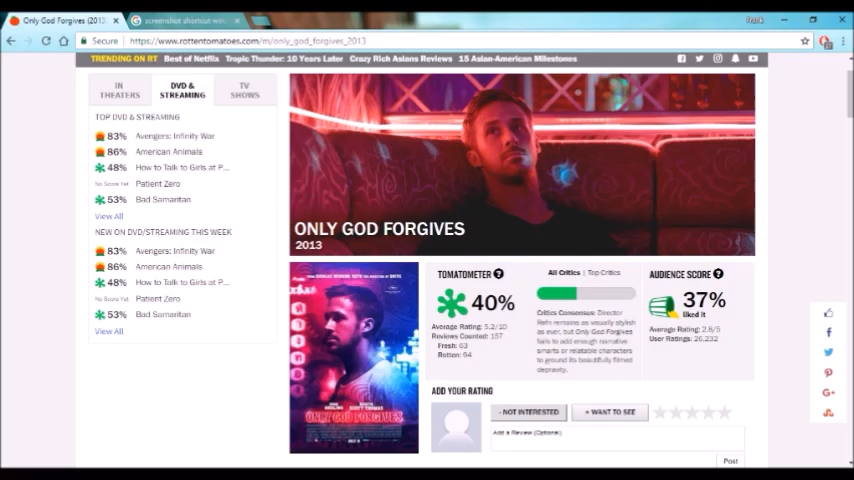 Only God Forgives (2013)
screenshot shortcut win
Secure
https://www.rottentomatoes.com/m/only_god_forgives_2013
TRENDING ON RT
Best of Netflix
Tropic Thunder: 10 Years Later
Crazy Rich Asians Reviews
15 Asian-American Milestones
IN THEATERS
DVD & STREAMING
TV SHOWS
TOP DVD & STREAMING
83% Avengers: Infinity War
86% American Animals
48% How to Talk to Girls at P...
No Score Yet Patient Zero
53% Bad Samaritan
View All
NEW ON DVD/STREAMING THIS WEEK
83% Avengers: Infinity War
86% American Animals
48% How to Talk to Girls at P...
No Score Yet Patient Zero
53% Bad Samaritan
View All
ONLY GOD FORGIVES
2013
ONLY GOD FORGIVES
TOMATOMETER
40%
Average Rating: 5.2/10
Reviews Counted: 157
Fresh: 63
Rotten: 94
All Critics | Top Critics
Critics Consensus: Director
Refn remains as visually stylish
as ever, but Only God Forgives
fails to add enough narrative
smarts or relatable characters
to ground its beautifully filmed
depravity.
AUDIENCE SCORE
37%
liked it
Average Rating: 2.8/5
User Ratings: 26,232
ADD YOUR RATING
- NOT INTERESTED
+ WANT TO SEE
Add a Review (Optional)
Post